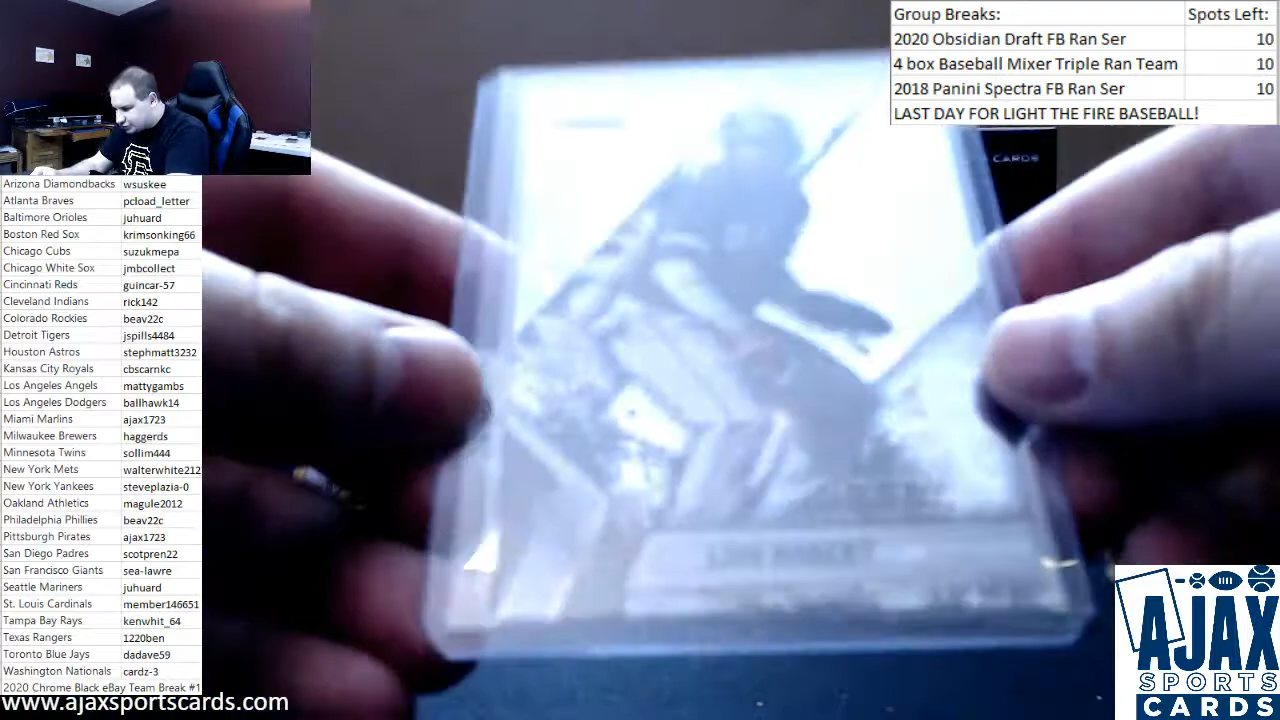 Group Breaks: Spots Left:
2020 Obsidian Draft FB Ran Ser 10
4 box Baseball Mixer Triple Ran Team 10
2018 Panini Spectra FB Ran Ser 10
LAST DAY FOR LIGHT THE FIRE BASEBALL!
CARDS
Arizona Diamondbacks wsuskee
Atlanta Braves pcload_letter
Baltimore Orioles juhuard
Boston Red Sox krimsonking66
Chicago Cubs suzukmepa
Chicago White Sox jmbcollect
Cincinnati Reds guincar-57
Cleveland Indians rick142
Colorado Rockies beav22c
Detroit Tigers jspills4484
Houston Astros stephmatt3232
Kansas City Royals cbscarnkc
Los Angeles Angels mattygambs
Los Angeles Dodgers ballhawk14
Miami Marlins ajax1723
Milwaukee Brewers haggerds
Minnesota Twins sollim444
New York Mets walterwhite212
New York Yankees steveplazia-0
Oakland Athletics magule2012
Philadelphia Phillies beav22c
Pittsburgh Pirates ajax1723
San Diego Padres scotpren22
San Francisco Giants sea-lawre
Seattle Mariners juhuard
St. Louis Cardinals member146651
Tampa Bay Rays kenwhit_64
Texas Rangers 1220ben
Toronto Blue Jays dadave59
Washington Nationals cardz-3
2020 Chrome Black eBay Team Break #1
www.ajaxsportscards.com
AJAX
SPORTS
CARDS